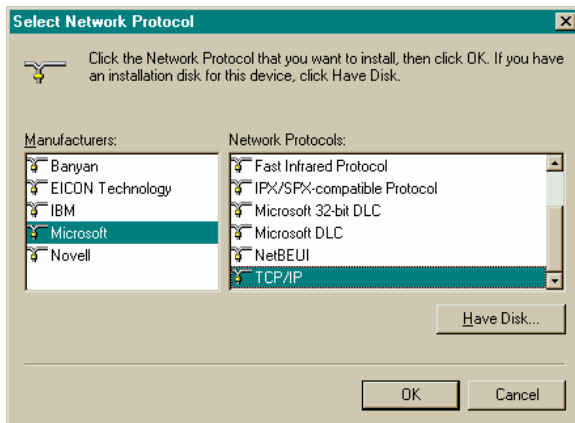 Select Network Protocol
Click the Network Protocol that you want to install, then click OK. If you have
an installation disk for this device, click Have Disk.
Manufacturers:
Banyan
EICON Technology
IBM
Microsoft
Novell
Network Protocols:
Fast Infrared Protocol
IPX/SPX-compatible Protocol
Microsoft 32-bit DLC
Microsoft DLC
NetBEUI
TCP/IP
Have Disk...
OK
Cancel